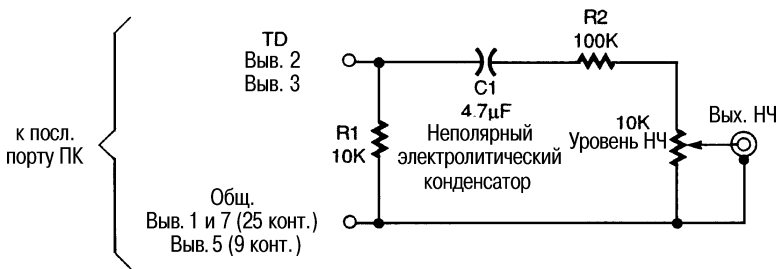 к посл.
порту ПК
TD
Выв. 2
Выв. 3
Общ.
Выв. 1 и 7 (25 конт.)
Выв. 5 (9 конт.)
R1
10K
C1
4.7µF
Неполярный
электролитический
конденсатор
R2
100K
10K
Уровень НЧ
Вых. НЧ